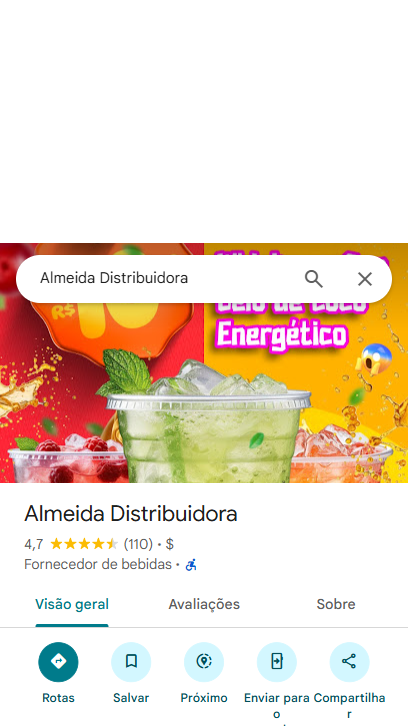 Almeida Distribuidora
R$ 10
Gelo de Coco
Energético
Almeida Distribuidora
4,7 (110) • $
Fornecedor de bebidas •
Visão geral Avaliações Sobre
Rotas Salvar Próximo Enviar para o Compartilhar